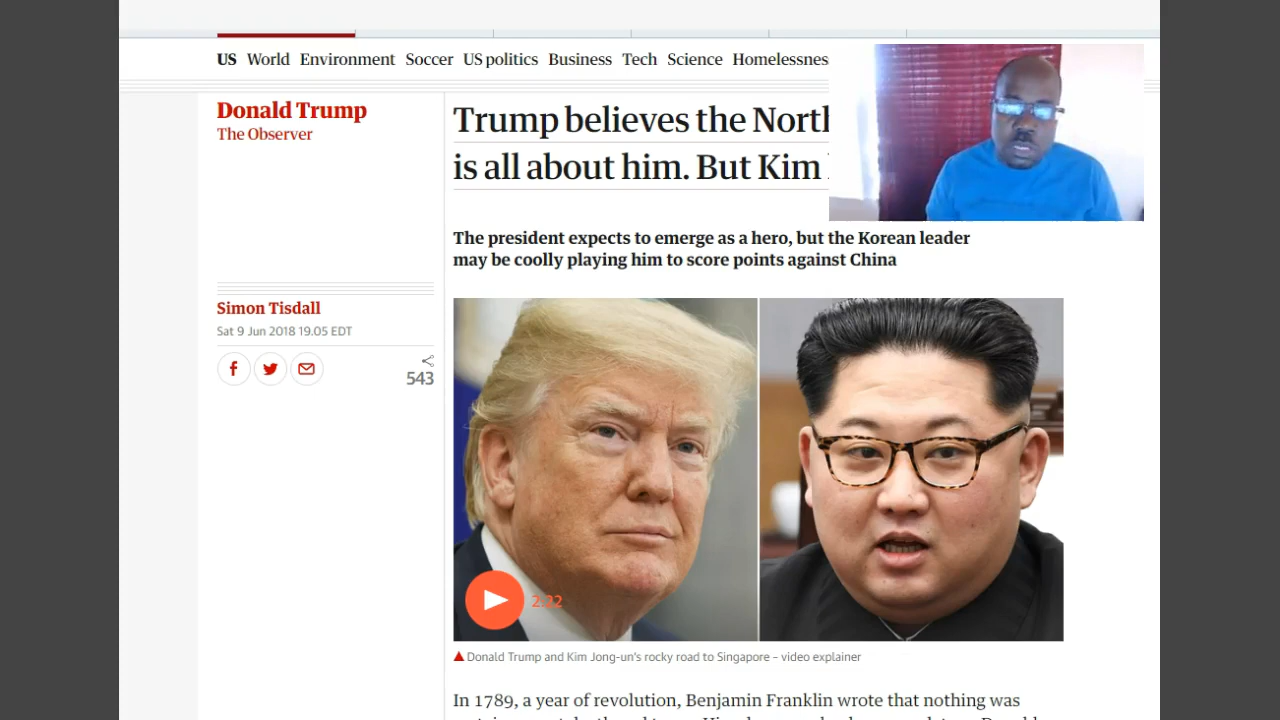 US World Environment Soccer US politics Business Tech Science Homelessness
Donald Trump
The Observer
Trump believes the North
is all about him. But Kim
The president expects to emerge as a hero, but the Korean leader
may be coolly playing him to score points against China
Simon Tisdall
Sat 9 Jun 2018 19.05 EDT
543
2:22
Donald Trump and Kim Jong-un's rocky road to Singapore – video explainer
In 1789, a year of revolution, Benjamin Franklin wrote that nothing was